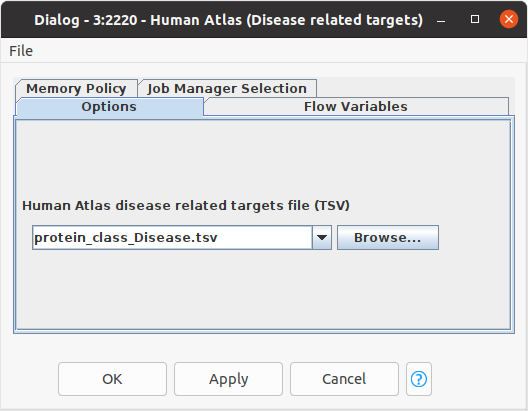 Dialog - 3:2220 - Human Atlas (Disease related targets)
File
Memory Policy
Job Manager Selection
Options
Flow Variables
Human Atlas disease related targets file (TSV)
protein_class_Disease.tsv
Browse...
OK
Apply
Cancel
?